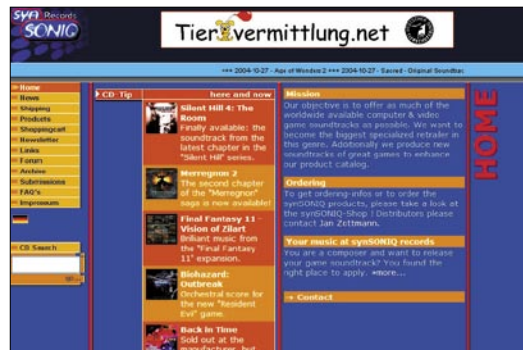 SYN Records
SONIQ
Tiervermittlung.net
+++ 2004-10-27 - Age of Wonders 2 +++ 2004-10-27 - Sacred - Original Soundtrac
Home
News
Shipping
Products
Shoppingcart
Newsletter
Links
Forum
Archive
Submissions
FAQ's
Impressum
CD Search
CD-Tip
here and now
Silent Hill 4: The
Room
Finally available: the
soundtrack from the
latest chapter in the
"Silent Hill" series.
Merregnon 2
The second chapter
of the "Merregnon"
saga is now available!
Final Fantasy 11 -
Vision of Zilart
Briliant music from
the "Final Fantasy
11" expansion.
Biohazard:
Outbreak
Orchestral score for
the new "Resident
Evil" game.
Back in Time
Sold out at the
manufacturer, but
Mission
Our objective is to offer as much of the
worldwide available computer & video
game soundtracks as possible. We want to
become the biggest specialized retailer in
this genre. Additionally we produce new
soundtracks of great games to enhance
our product catalog.
Ordering
To get ordering-infos or to order the
synSONIQ products, please take a look at
the synSONIQ-Shop ! Distributors please
contact Jan Zottmann.
Your music at synSONIQ records
You are a composer and want to release
your game soundtrack? You found the
right place to apply. »more...
Contact
HOME